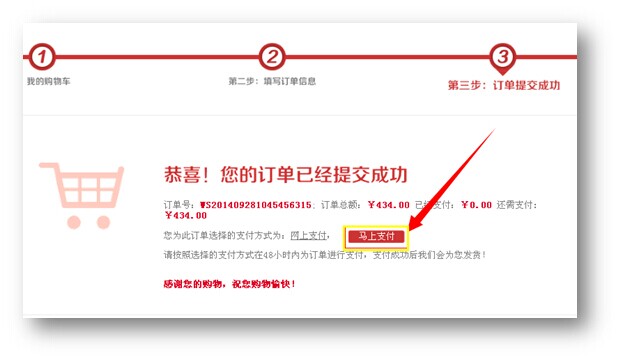 1 2 3
我的购物车 第二步：填写订单信息 第三步：订单提交成功
恭喜！您的订单已经提交成功
订单号：WS201409281045456315; 订单总额：￥434.00 已经支付：￥0.00 还需支付：
￥434.00
您为此订单选择的支付方式为：网上支付， 马上支付
请按照选择的支付方式在48小时内为订单进行支付，支付成功后我们会为您发货！
感谢您的购物，祝您购物愉快！